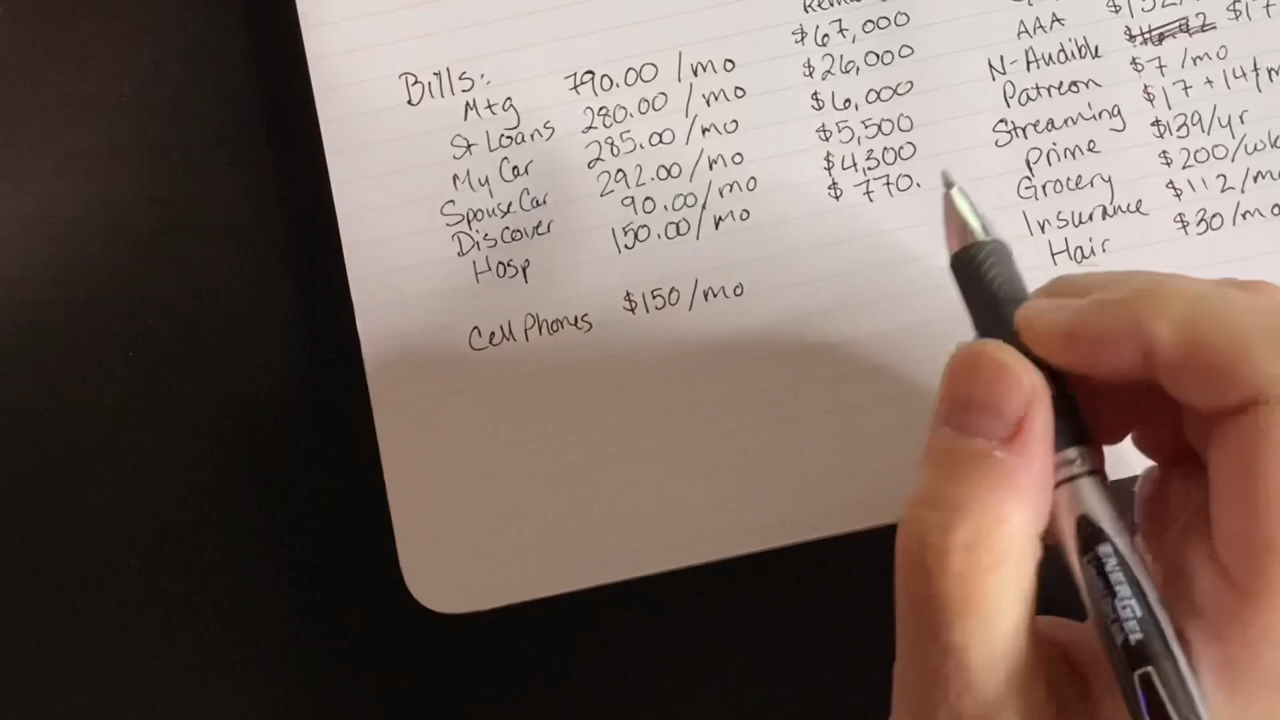 Bills:
Mtg 790.00 /mo $67,000
St Loans 280.00 /mo $26,000
My Car 285.00 /mo $6,000
Spouse Car 292.00 /mo $5,500
Discover 90.00 /mo $4,300
Hosp 150.00 /mo $770.
Cell Phones $150 /mo
AAA
N-Audible
Patreon $7 /mo
Streaming $17 + 14
Prime $139/yr
Grocery $200/wk
Insurance $112/mo
Hair $30/mo
ENERGEL